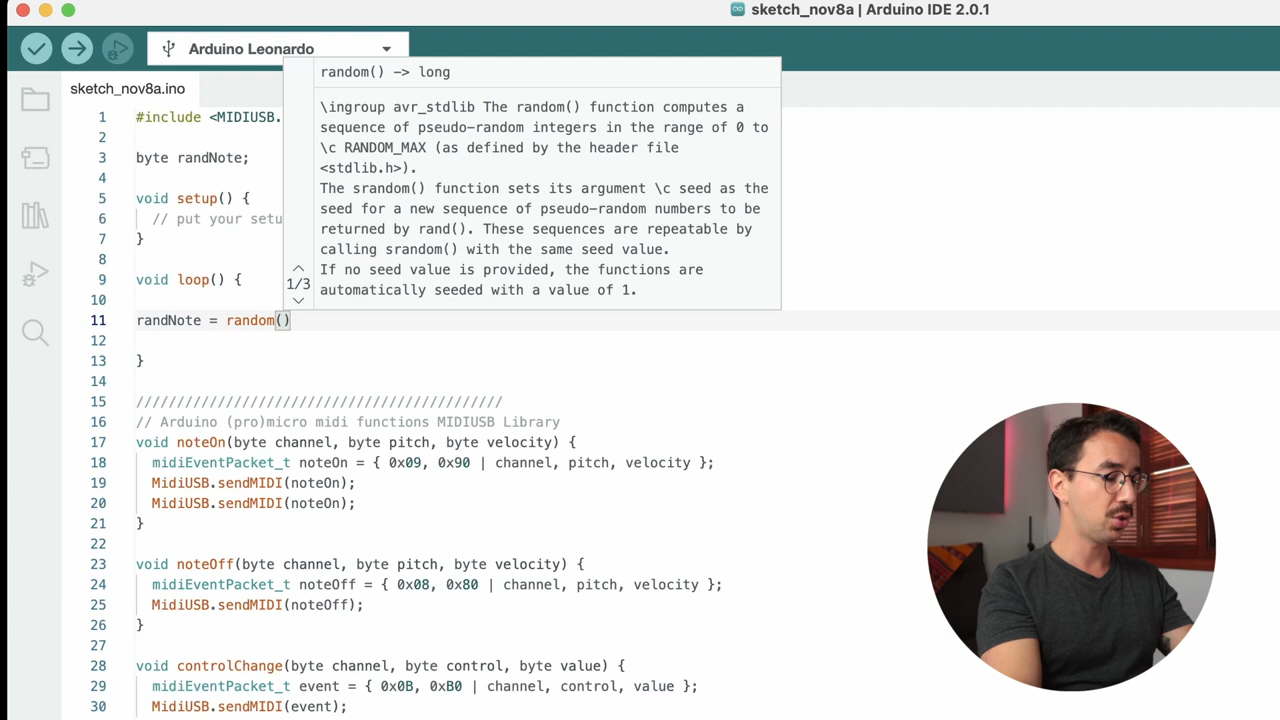 sketch_nov8a | Arduino IDE 2.0.1
Arduino Leonardo
sketch_nov8a.ino
random() -> long
\ingroup avr_stdlib The random() function computes a
sequence of pseudo-random integers in the range of 0 to
\c RANDOM_MAX (as defined by the header file
<stdlib.h>).
The srandom() function sets its argument \c seed as the
seed for a new sequence of pseudo-random numbers to be
returned by rand(). These sequences are repeatable by
calling srandom() with the same seed value.
If no seed value is provided, the functions are
automatically seeded with a value of 1.
1/3
1 #include <MIDIUSB.
2
3 byte randNote;
4
5 void setup() {
6 // put your setu
7 }
8
9 void loop() {
10
11 randNote = random()
12
13 }
14
15 /////////////////////////////////////////////
16 // Arduino (pro)micro midi functions MIDIUSB Library
17 void noteOn(byte channel, byte pitch, byte velocity) {
18 midiEventPacket_t noteOn = { 0x09, 0x90 | channel, pitch, velocity };
19 MidiUSB.sendMIDI(noteOn);
20 MidiUSB.sendMIDI(noteOn);
21 }
22
23 void noteOff(byte channel, byte pitch, byte velocity) {
24 midiEventPacket_t noteOff = { 0x08, 0x80 | channel, pitch, velocity };
25 MidiUSB.sendMIDI(noteOff);
26 }
27
28 void controlChange(byte channel, byte control, byte value) {
29 midiEventPacket_t event = { 0x0B, 0xB0 | channel, control, value };
30 MidiUSB.sendMIDI(event);